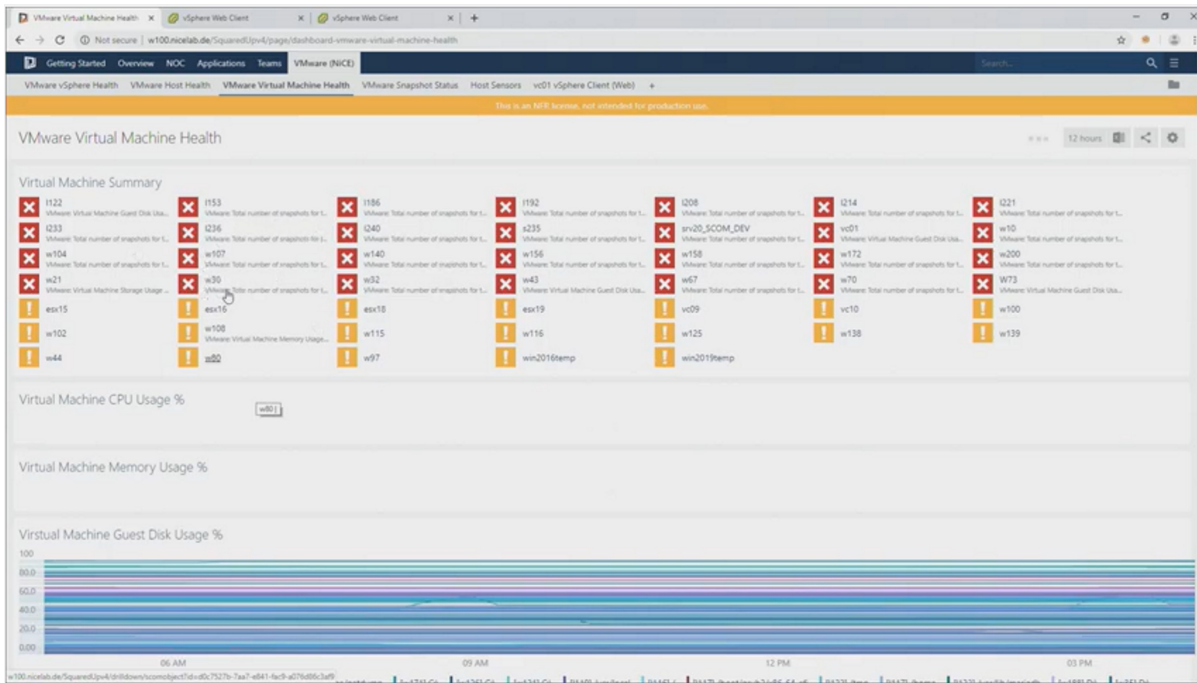 VMware Virtual Machine Health
vSphere Web Client
vSphere Web Client
Not secure | w100.nicelab.de/SquaredUpv4/page/dashboard-vmware-virtual-machine-health
Getting Started Overview NOC Applications Teams VMware (NiCE) Search...
VMware vSphere Health VMware Host Health VMware Virtual Machine Health VMware Snapshot Status Host Sensors vc01 vSphere Client (Web) +
This is an NFR license, not intended for production use.
VMware Virtual Machine Health
12 hours
Virtual Machine Summary
l122 l153 l186 l192 l208 l214 l221
VMware: Virtual Machine Guest Disk Usa... VMware: Total number of snapshots for t... VMware: Total number of snapshots for t... VMware: Total number of snapshots for t... VMware: Total number of snapshots for t... VMware: Total number of snapshots for t... VMware: Total number of snapshots for t...
l233 l236 l240 s235 srv20_SCOM_DEV vc01 w10
VMware: Total number of snapshots for t... VMware: Total number of snapshots for t... VMware: Total number of snapshots for t... VMware: Total number of snapshots for t... VMware: Total number of snapshots for t... VMware: Virtual Machine Guest Disk Usa... VMware: Total number of snapshots for t...
w104 w107 w140 w156 w158 w172 w200
VMware: Total number of snapshots for t... VMware: Total number of snapshots for t... VMware: Total number of snapshots for t... VMware: Total number of snapshots for t... VMware: Total number of snapshots for t... VMware: Total number of snapshots for t... VMware: Total number of snapshots for t...
w21 w30 w32 w43 w67 w70 W73
VMware: Virtual Machine Storage Usage ... VMware: Total number of snapshots for t... VMware: Total number of snapshots for t... VMware: Virtual Machine Guest Disk Usa... VMware: Total number of snapshots for t... VMware: Total number of snapshots for t... VMware: Virtual Machine Guest Disk Usa...
esx15 esx16 esx18 esx19 vc09 vc10 w100
w102 w108 w115 w116 w125 w138 w139
VMware: Virtual Machine Memory Usage...
w44 w80 w97 win2016temp win2019temp
Virtual Machine CPU Usage %
w80 |
Virtual Machine Memory Usage %
Virstual Machine Guest Disk Usage %
100
80.0
60.0
40.0
20.0
0.00
06 AM 09 AM 12 PM 03 PM